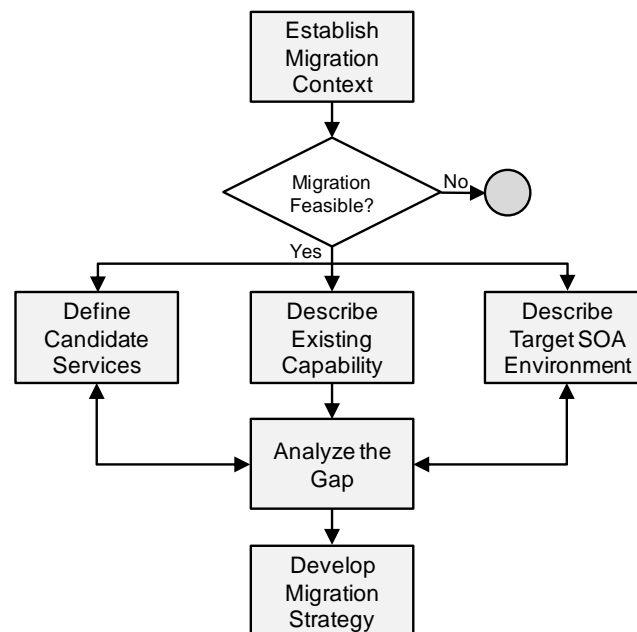 Establish
Migration
Context
Migration
Feasible?
No
Yes
Define
Candidate
Services
Describe
Existing
Capability
Describe
Target SOA
Environment
Analyze the
Gap
Develop
Migration
Strategy